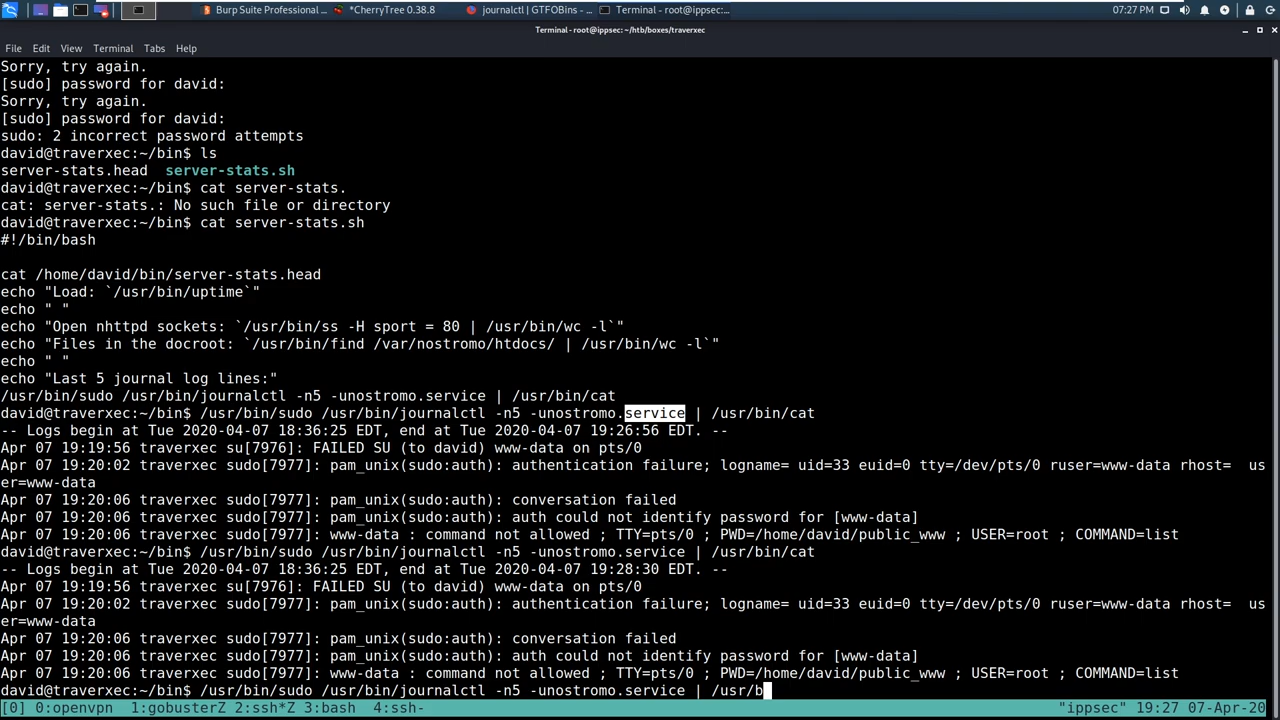 Burp Suite Professional ... *CherryTree 0.38.8 journalctl | GTFOBins - ... Terminal - root@ippsec:... 07:27 PM
Terminal - root@ippsec: ~/htb/boxes/traverxec
File Edit View Terminal Tabs Help
Sorry, try again.
[sudo] password for david:
Sorry, try again.
[sudo] password for david:
sudo: 2 incorrect password attempts
david@traverxec:~/bin$ ls
server-stats.head  server-stats.sh
david@traverxec:~/bin$ cat server-stats.
cat: server-stats.: No such file or directory
david@traverxec:~/bin$ cat server-stats.sh
#!/bin/bash
cat /home/david/bin/server-stats.head
echo "Load: `/usr/bin/uptime`"
echo " "
echo "Open nhttpd sockets: `/usr/bin/ss -H sport = 80 | /usr/bin/wc -l`"
echo "Files in the docroot: `/usr/bin/find /var/nostromo/htdocs/ | /usr/bin/wc -l`"
echo " "
echo "Last 5 journal log lines:"
/usr/bin/sudo /usr/bin/journalctl -n5 -unostromo.service | /usr/bin/cat
david@traverxec:~/bin$ /usr/bin/sudo /usr/bin/journalctl -n5 -unostromo.service | /usr/bin/cat
-- Logs begin at Tue 2020-04-07 18:36:25 EDT, end at Tue 2020-04-07 19:26:56 EDT. --
Apr 07 19:19:56 traverxec su[7976]: FAILED SU (to david) www-data on pts/0
Apr 07 19:20:02 traverxec sudo[7977]: pam_unix(sudo:auth): authentication failure; logname= uid=33 euid=0 tty=/dev/pts/0 ruser=www-data rhost=  us
er=www-data
Apr 07 19:20:06 traverxec sudo[7977]: pam_unix(sudo:auth): conversation failed
Apr 07 19:20:06 traverxec sudo[7977]: pam_unix(sudo:auth): auth could not identify password for [www-data]
Apr 07 19:20:06 traverxec sudo[7977]: www-data : command not allowed ; TTY=pts/0 ; PWD=/home/david/public_www ; USER=root ; COMMAND=list
david@traverxec:~/bin$ /usr/bin/sudo /usr/bin/journalctl -n5 -unostromo.service | /usr/bin/cat
-- Logs begin at Tue 2020-04-07 18:36:25 EDT, end at Tue 2020-04-07 19:28:30 EDT. --
Apr 07 19:19:56 traverxec su[7976]: FAILED SU (to david) www-data on pts/0
Apr 07 19:20:02 traverxec sudo[7977]: pam_unix(sudo:auth): authentication failure; logname= uid=33 euid=0 tty=/dev/pts/0 ruser=www-data rhost=  us
er=www-data
Apr 07 19:20:06 traverxec sudo[7977]: pam_unix(sudo:auth): conversation failed
Apr 07 19:20:06 traverxec sudo[7977]: pam_unix(sudo:auth): auth could not identify password for [www-data]
Apr 07 19:20:06 traverxec sudo[7977]: www-data : command not allowed ; TTY=pts/0 ; PWD=/home/david/public_www ; USER=root ; COMMAND=list
david@traverxec:~/bin$ /usr/bin/sudo /usr/bin/journalctl -n5 -unostromo.service | /usr/b
[0] 0:openvpn  1:gobusterZ 2:ssh*Z 3:bash  4:ssh- "ippsec" 19:27 07-Apr-20